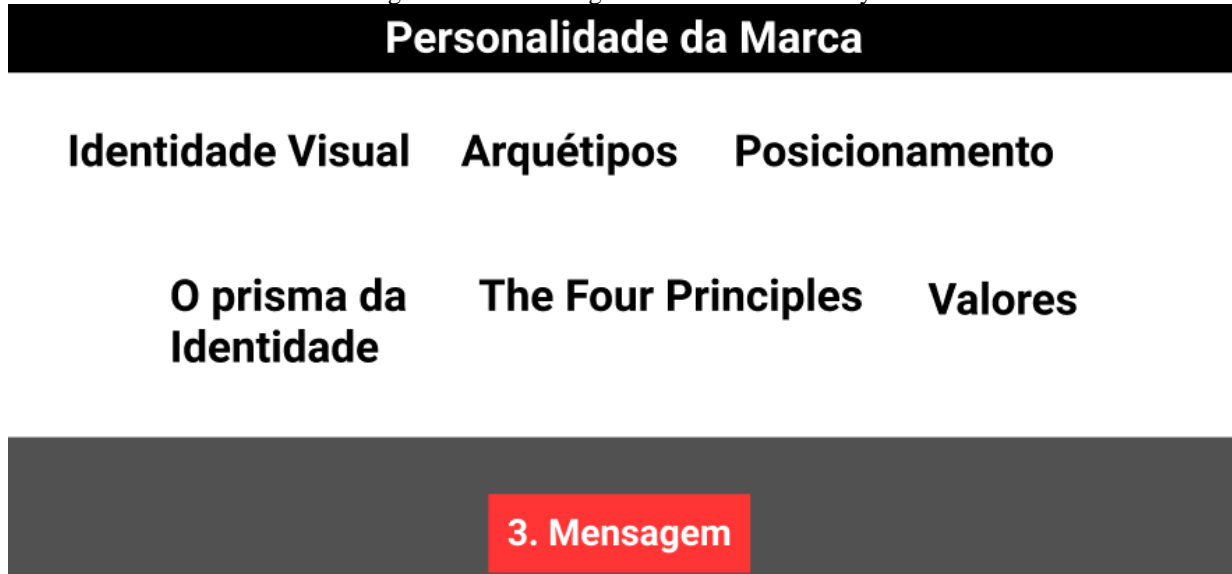 Personalidade da Marca
Identidade Visual Arquétipos Posicionamento
O prisma da Identidade
The Four Principles
Valores
3. Mensagem